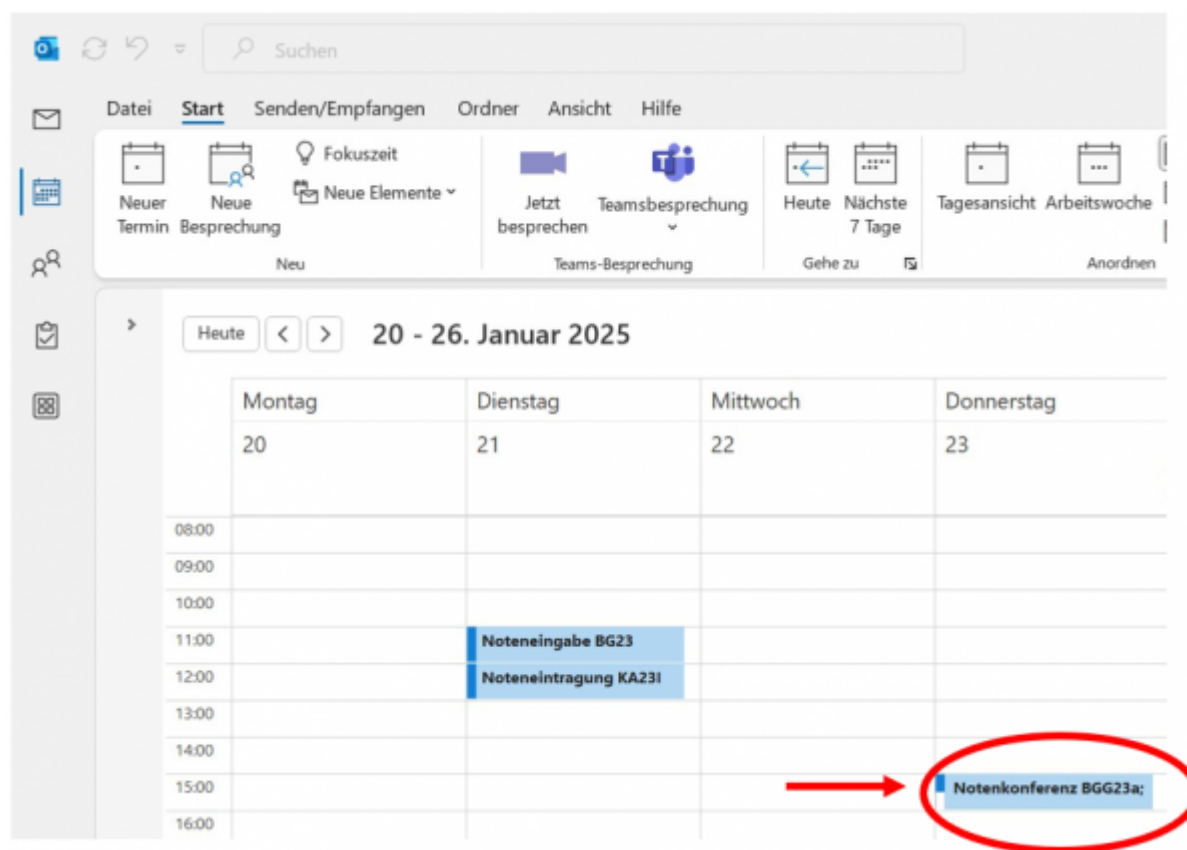 Suchen
Datei Start Senden/Empfangen Ordner Ansicht Hilfe
Neuer Termin
Neue Besprechung
Fokuszeit
Neue Elemente
Neu
Jetzt besprechen
Teamsbesprechung
Teams-Besprechung
Heute
Nächste 7 Tage
Gehe zu
Tagesansicht
Arbeitswoche
Anordnen
Heute
20 - 26. Januar 2025
Montag Dienstag Mittwoch Donnerstag
20 21 22 23
08:00
09:00
10:00
11:00 Noteneingabe BG23
12:00 Noteneintragung KA23I
13:00
14:00
15:00 Notenkonferenz BGG23a;
16:00